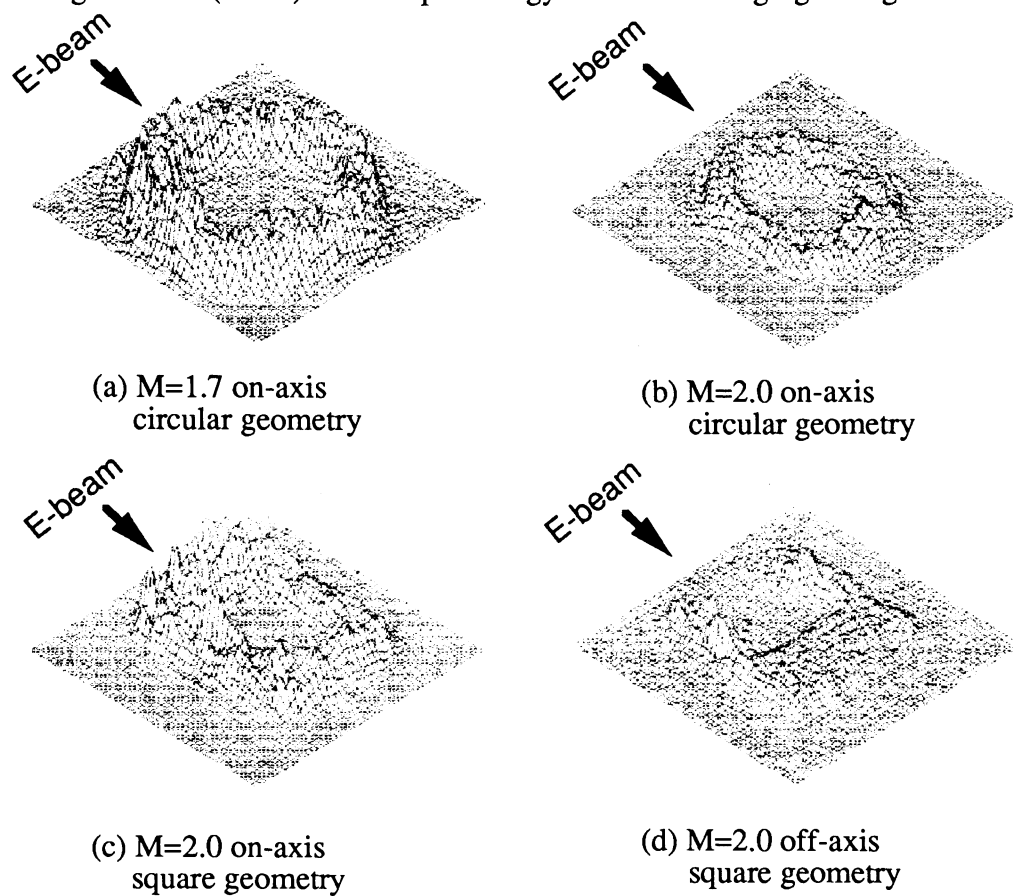 E-beam
E-beam
(a) M=1.7 on-axis
circular geometry
(b) M=2.0 on-axis
circular geometry
E-beam
E-beam
(c) M=2.0 on-axis
square geometry
(d) M=2.0 off-axis
square geometry